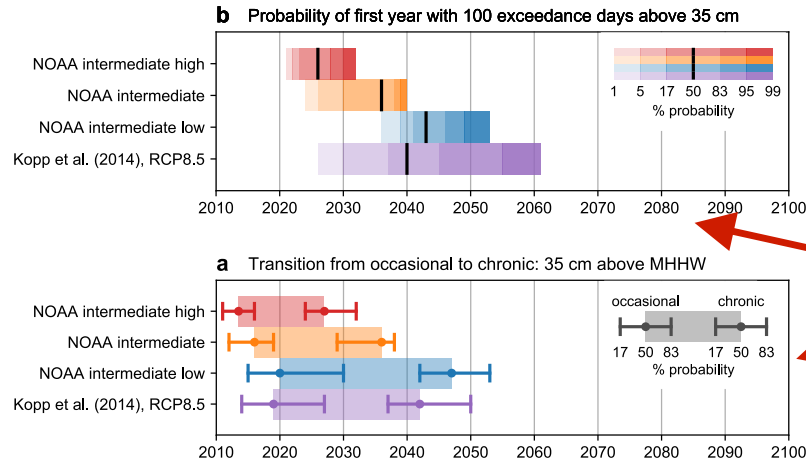 b Probability of first year with 100 exceedance days above 35 cm
NOAA intermediate high
NOAA intermediate
NOAA intermediate low
Kopp et al. (2014), RCP8.5
1 5 17 50 83 95 99
% probability
2010 2020 2030 2040 2050 2060 2070 2080 2090 2100
a Transition from occasional to chronic: 35 cm above MHHW
NOAA intermediate high
NOAA intermediate
NOAA intermediate low
Kopp et al. (2014), RCP8.5
occasional chronic
17 50 83 17 50 83
% probability
2010 2020 2030 2040 2050 2060 2070 2080 2090 2100